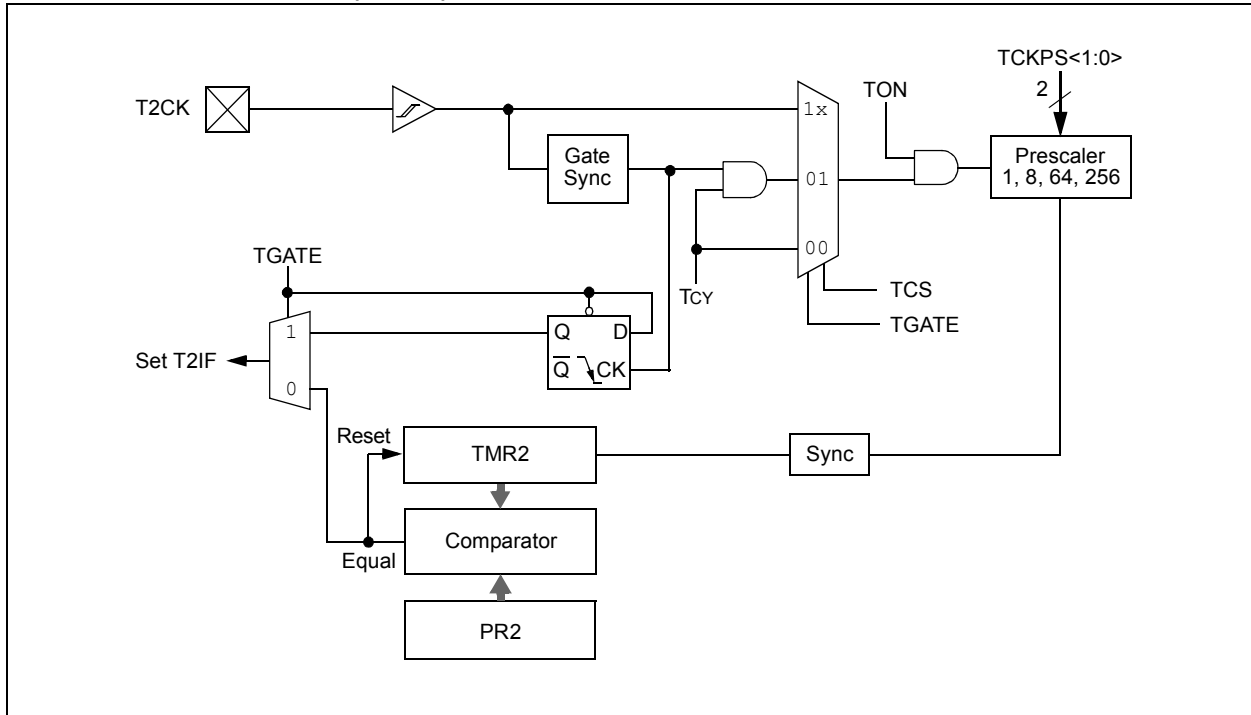 TCKPS<1:0>
2
T2CK
1x
TON
Prescaler
1, 8, 64, 256
Gate
Sync
01
00
TGATE
TCY
TCS
TGATE
1
Q
D
Set T2IF
Q
CK
0
Reset
TMR2
Sync
Equal
Comparator
PR2